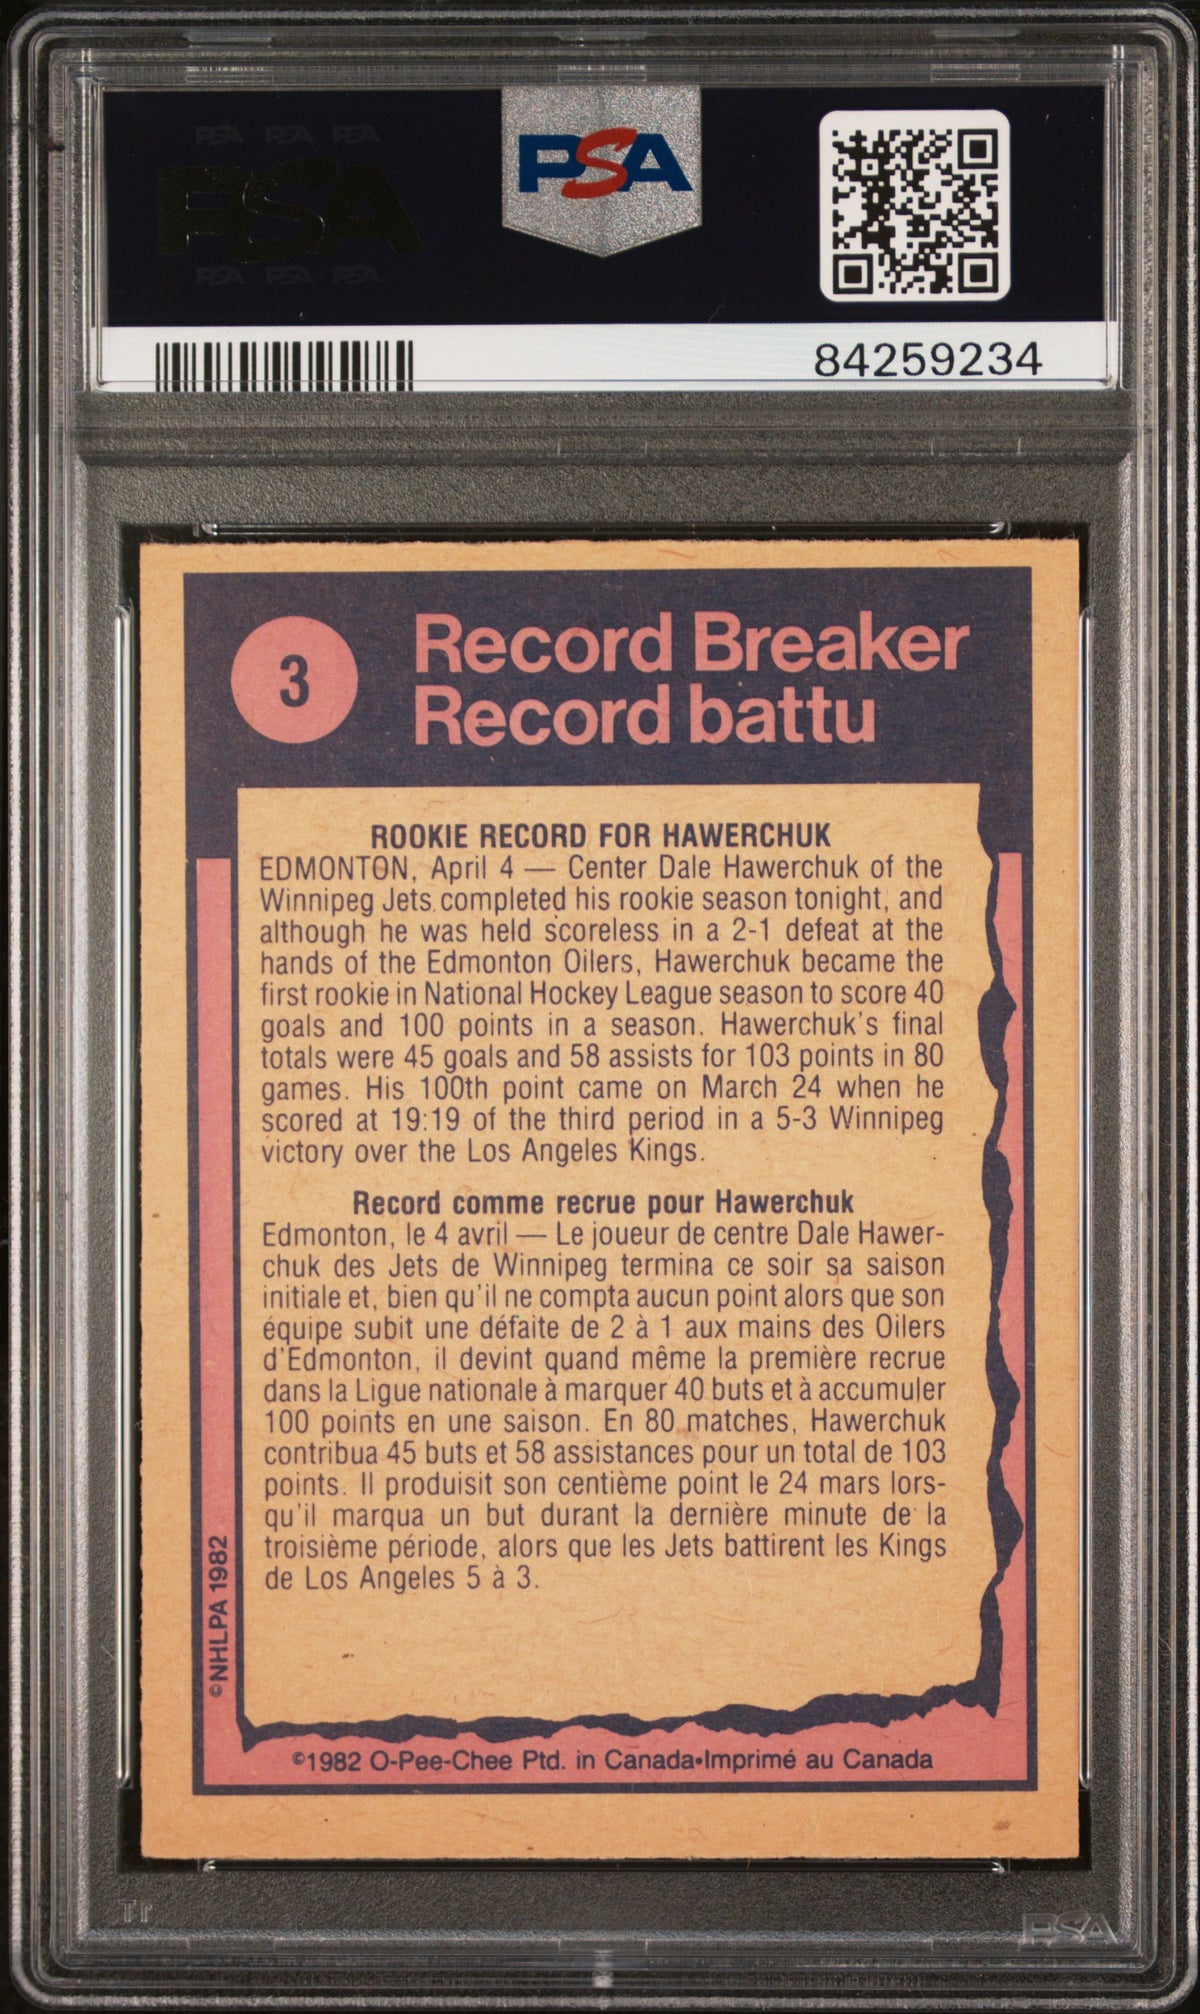 PSA PSA PSA
PSA
PSA PSA PSA
PSA
84259234
3
Record Breaker
Record battu
ROOKIE RECORD FOR HAWERCHUK
EDMONTON, April 4 — Center Dale Hawerchuk of the
Winnipeg Jets completed his rookie season tonight, and
although he was held scoreless in a 2-1 defeat at the
hands of the Edmonton Oilers, Hawerchuk became the
first rookie in National Hockey League season to score 40
goals and 100 points in a season. Hawerchuk's final
totals were 45 goals and 58 assists for 103 points in 80
games. His 100th point came on March 24 when he
scored at 19:19 of the third period in a 5-3 Winnipeg
victory over the Los Angeles Kings.
Record comme recrue pour Hawerchuk
Edmonton, le 4 avril — Le joueur de centre Dale Hawer-
chuk des Jets de Winnipeg termina ce soir sa saison
initiale et, bien qu'il ne compta aucun point alors que son
équipe subit une défaite de 2 à 1 aux mains des Oilers
d'Edmonton, il devint quand même la première recrue
dans la Ligue nationale à marquer 40 buts et à accumuler
100 points en une saison. En 80 matches, Hawerchuk
contribua 45 buts et 58 assistances pour un total de 103
points. Il produisit son centième point le 24 mars lors-
qu'il marqua un but durant la dernière minute de la
troisième période, alors que les Jets battirent les Kings
de Los Angeles 5 à 3.
©NHLPA 1982
©1982 O-Pee-Chee Ptd. in Canada•Imprimé au Canada
PSA